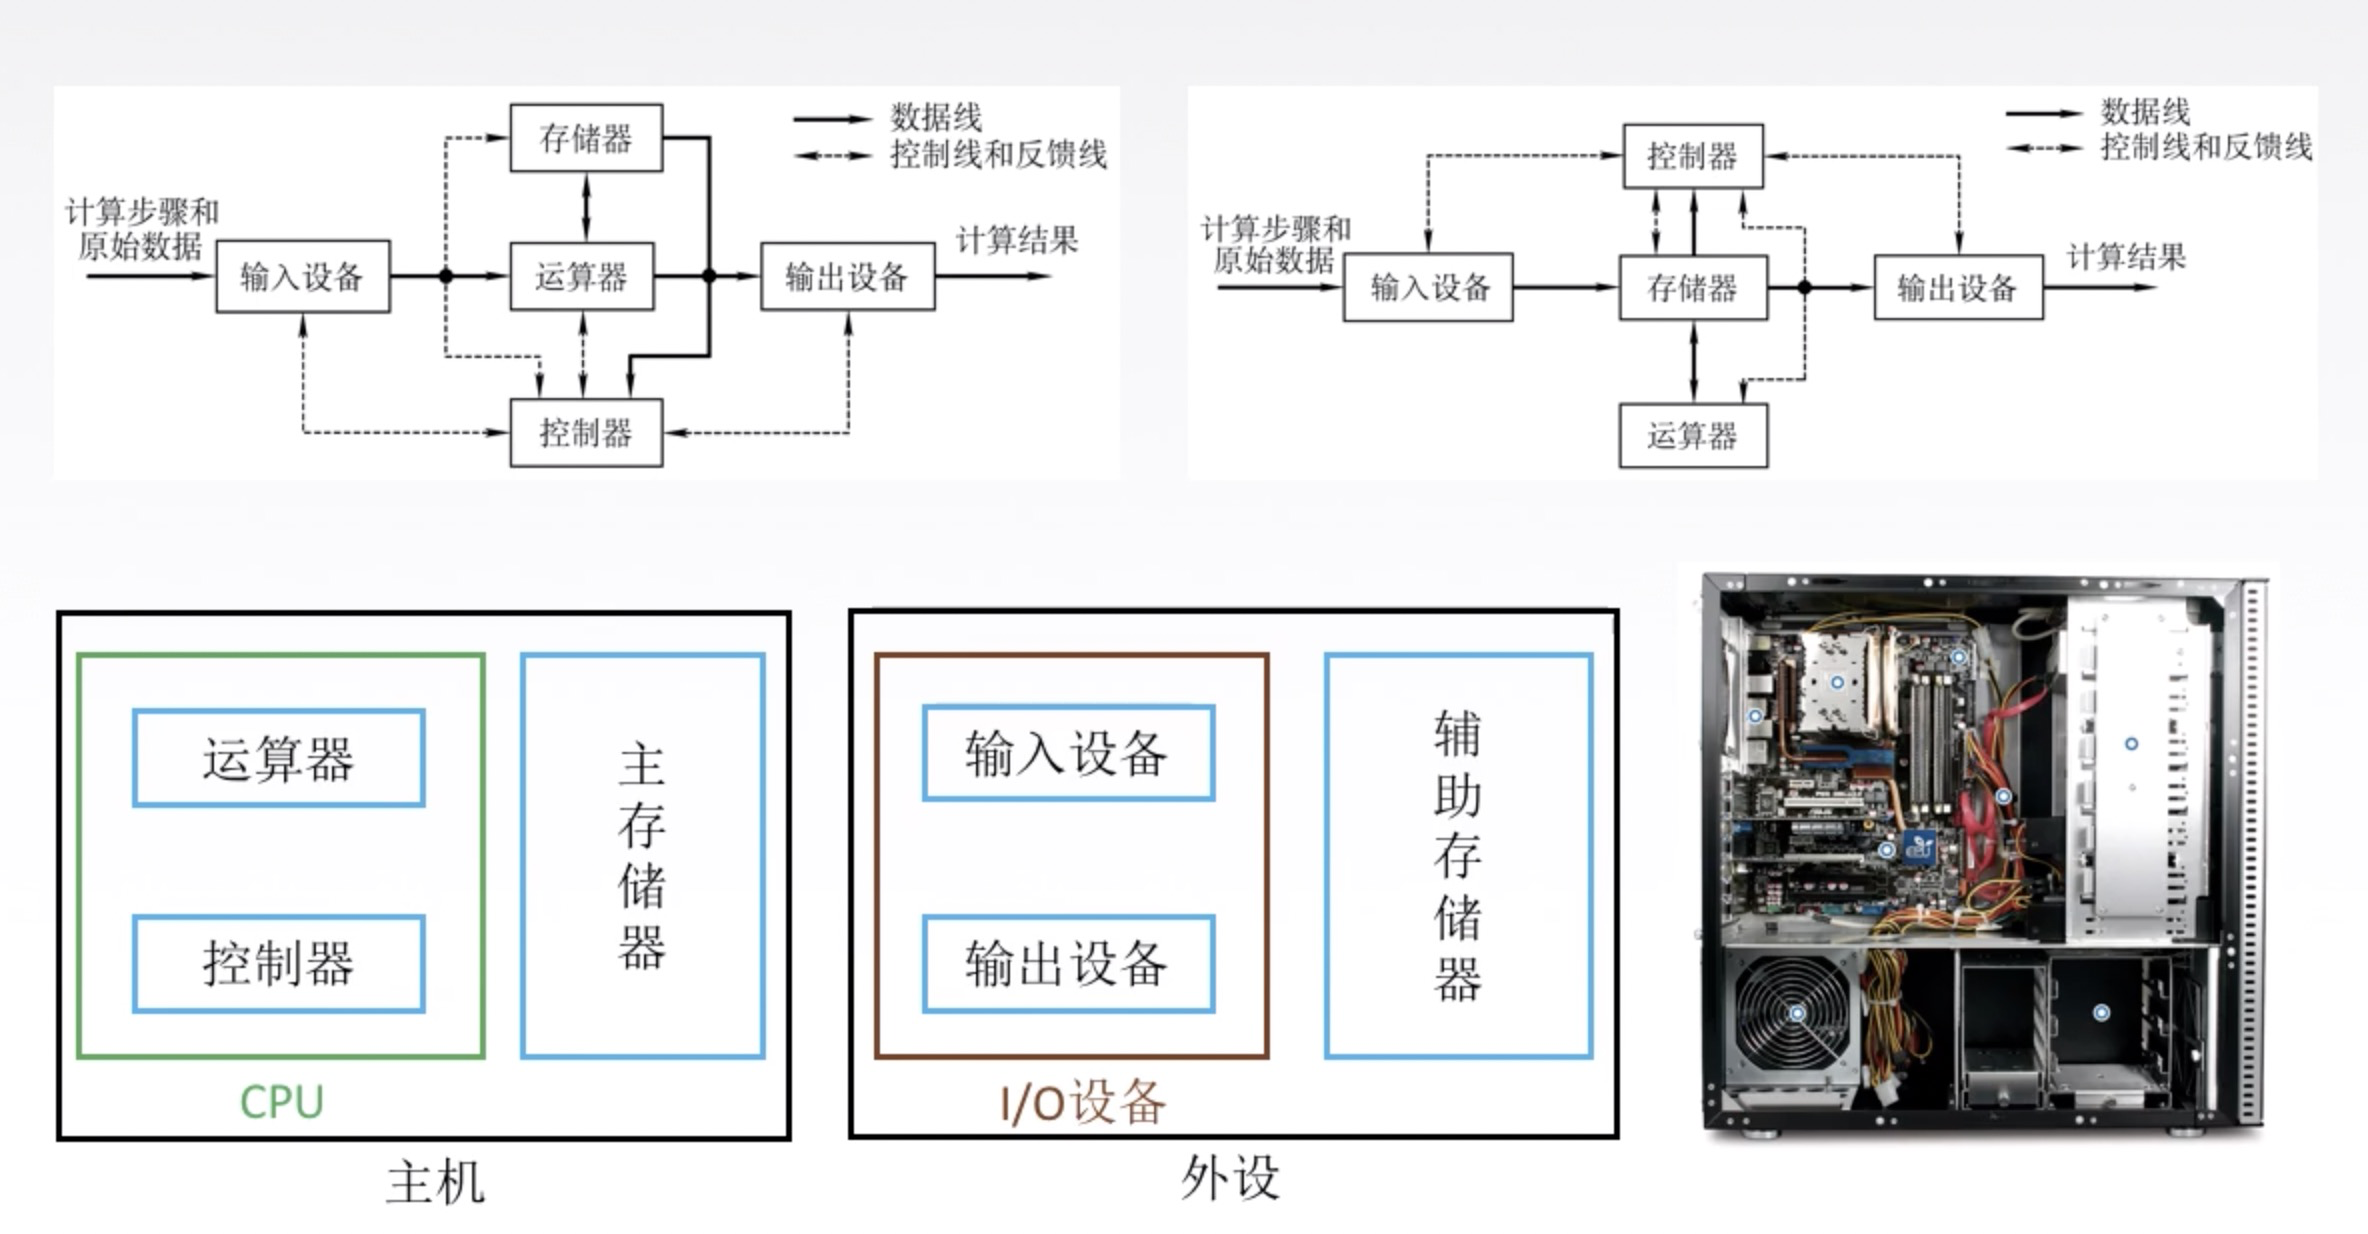 存储器
数据线
控制线和反馈线
计算步骤和
原始数据
输入设备
运算器
输出设备
计算结果
控制器
数据线
控制线和反馈线
控制器
计算步骤和
原始数据
输入设备
存储器
输出设备
计算结果
运算器
运算器
控制器
CPU
主存储器
主机
输入设备
输出设备
I/O设备
辅助存储器
外设